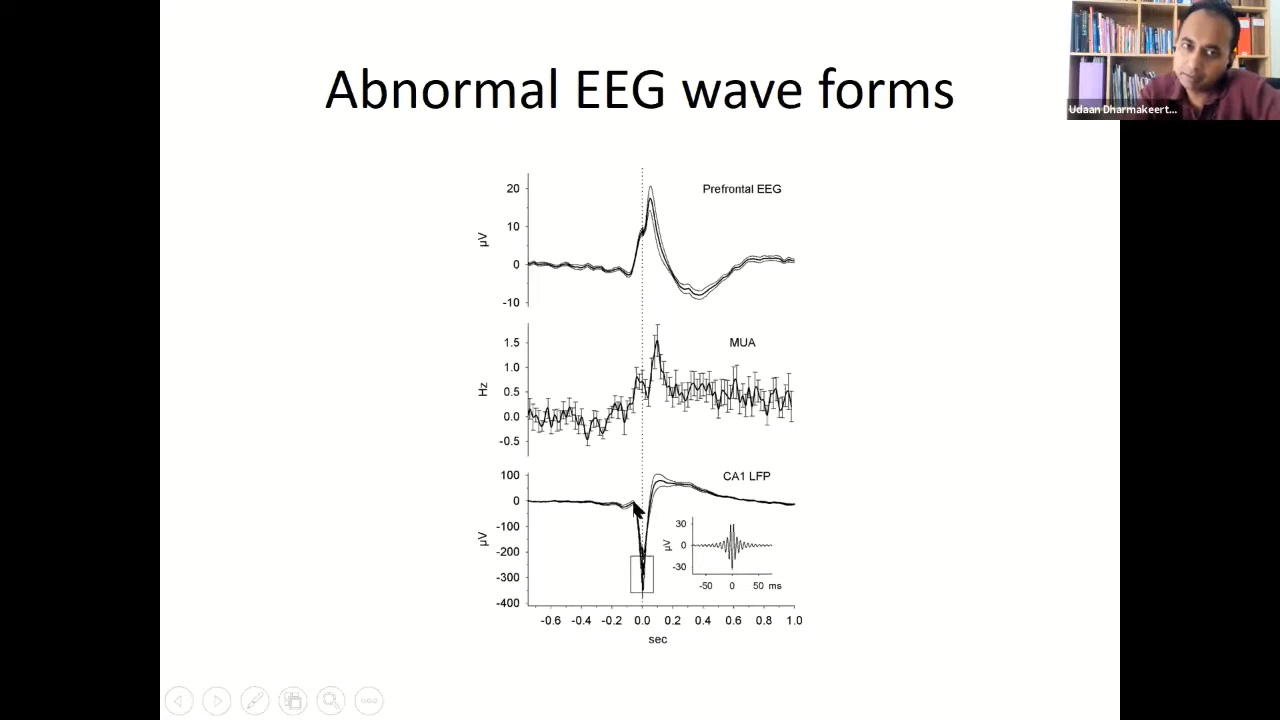 Abnormal EEG wave forms
Udaan Dharmakeert...
Prefrontal EEG
20
10
0
-10
µV
MUA
1.5
1.0
0.5
0.0
-0.5
Hz
CA1 LFP
100
0
-100
-200
-300
-400
µV
30
0
-30
µV
-50 0 50 ms
-0.6 -0.4 -0.2 0.0 0.2 0.4 0.6 0.8 1.0
sec